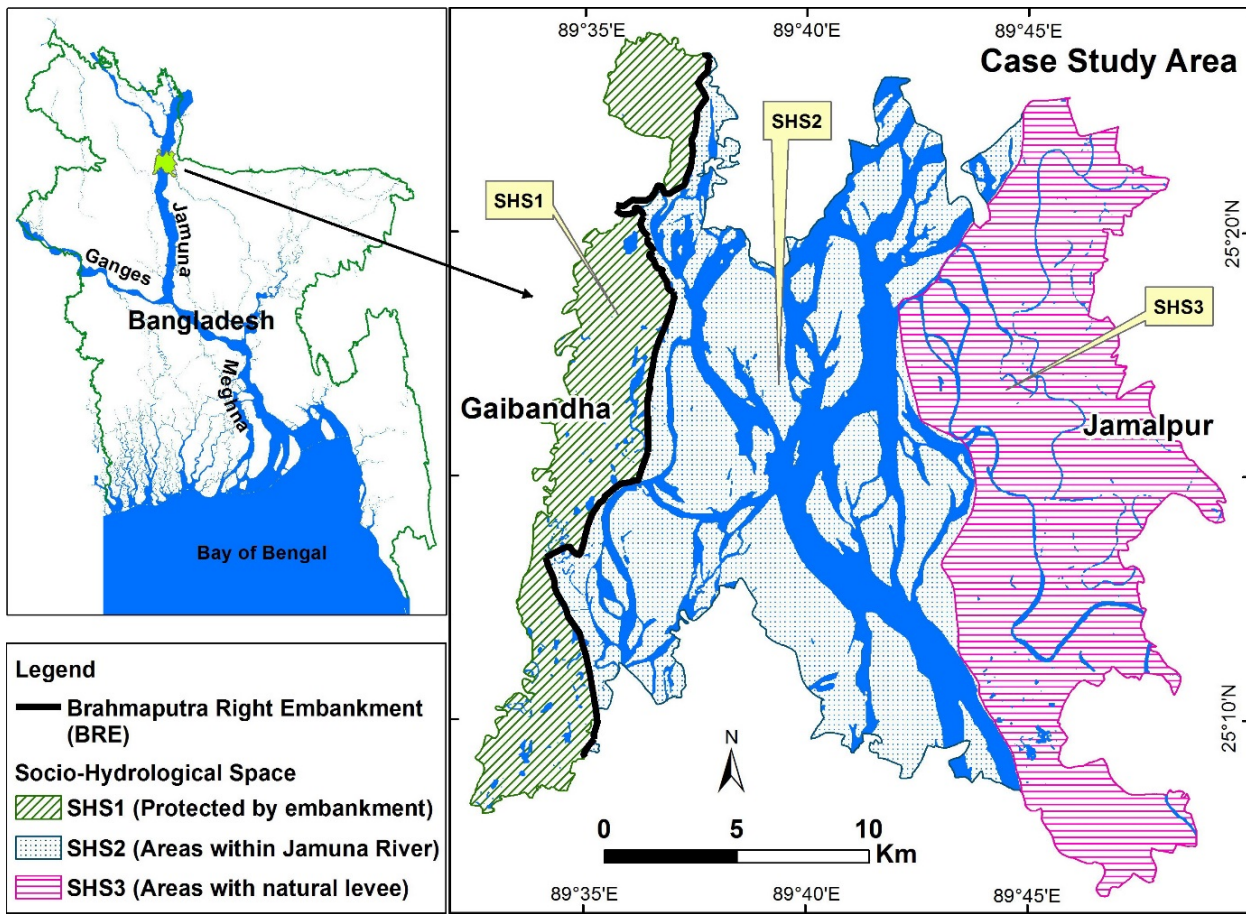 Jamuna
Ganges
Bangladesh
Meghna
Bay of Bengal
Legend
Brahmaputra Right Embankment
(BRE)
Socio-Hydrological Space
SHS1 (Protected by embankment)
SHS2 (Areas within Jamuna River)
SHS3 (Areas with natural levee)
89°35'E
89°40'E
89°45'E
Case Study Area
SHS2
SHS1
SHS3
25°20'N
Gaibandha
Jamalpur
25°10'N
N
0
5
10
Km
89°35'E
89°40'E
89°45'E